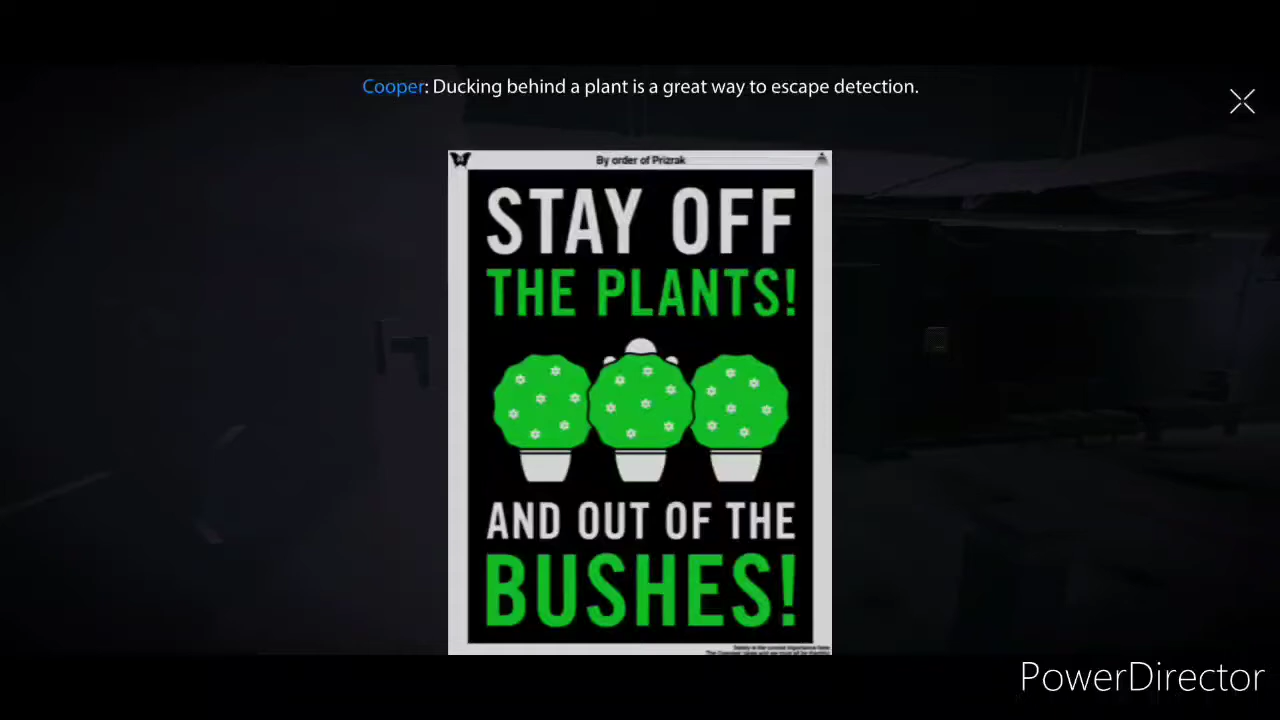 Cooper: Ducking behind a plant is a great way to escape detection.
By order of Prizrak
STAY OFF
THE PLANTS!
AND OUT OF THE
BUSHES!
PowerDirector